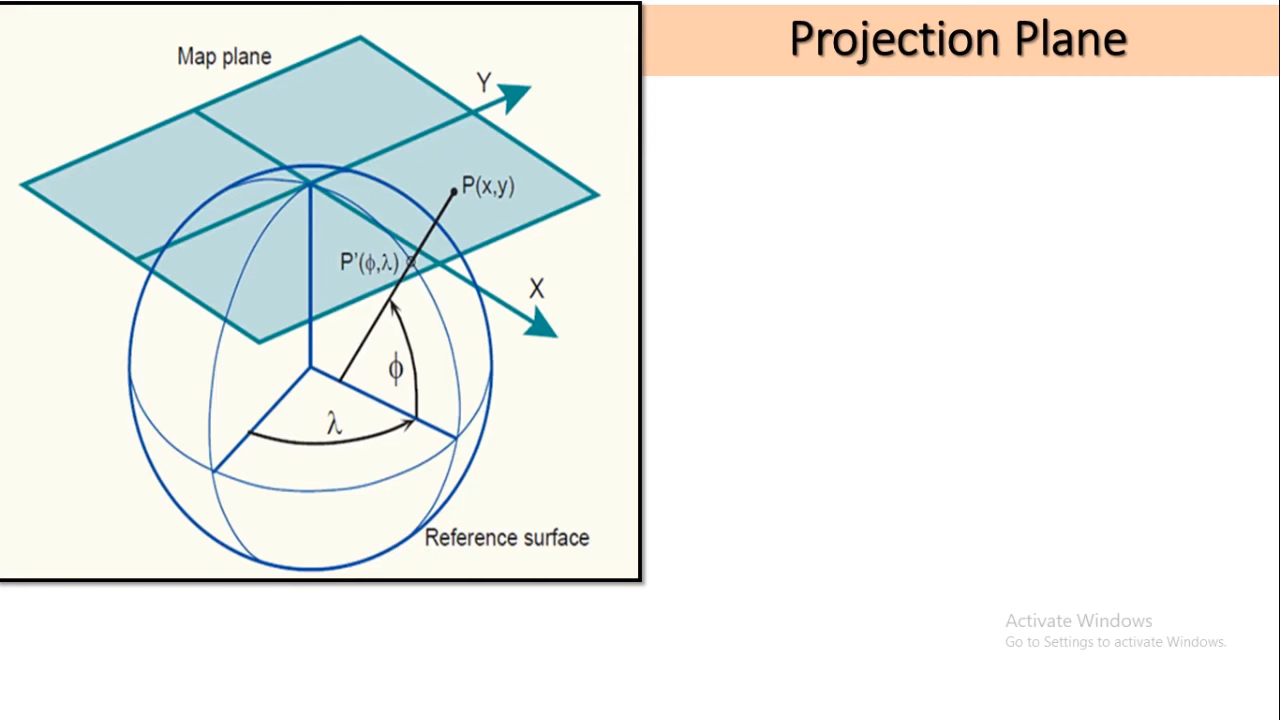 Projection Plane
Map plane
Y
P(x,y)
P'(ϕ,λ)
X
ϕ
λ
Reference surface
Activate Windows
Go to Settings to activate Windows.